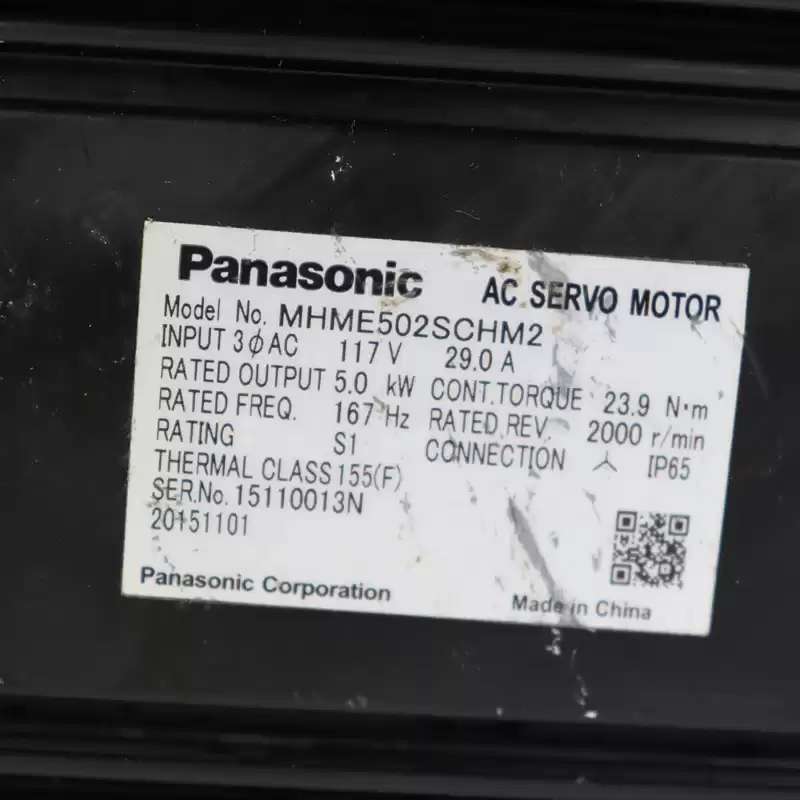 Panasonic AC SERVO MOTOR
Model No. MHME502SCHM2
INPUT 3ϕAC 117 V 29.0 A
RATED OUTPUT 5.0 kW CONT.TORQUE 23.9 N·m
RATED FREQ. 167 Hz RATED REV. 2000 r/min
RATING S1 CONNECTION 人 IP65
THERMAL CLASS 155(F)
SER.No. 15110013N
20151101
Panasonic Corporation Made in China